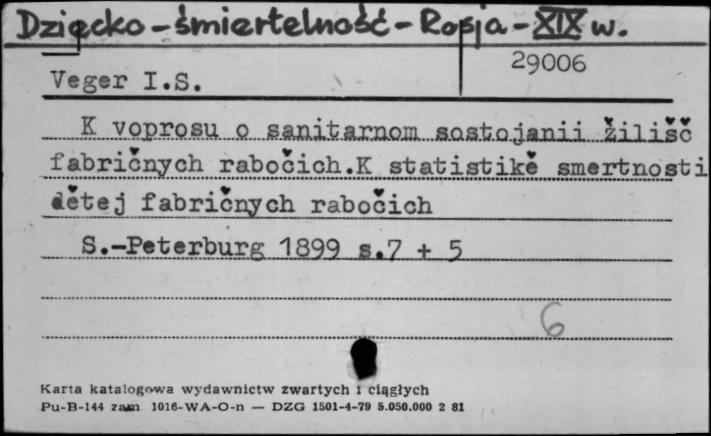 Dziecko - śmiertelność - Rosja - XIX w.
29006
Veger I.S.
K voprosu o sanitarnom sostojanii žilišč
fabričnych rabočich.K statistikě smertnosti
dětej fabričnych rabočich
S.-Peterburg 1899 s.7 + 5
6
Karta katalogowa wydawnictw zwartych i ciągłych
Pu-B-144 zam 1016-WA-O-n — DZG 1501-4-79 5.050.000 2 81